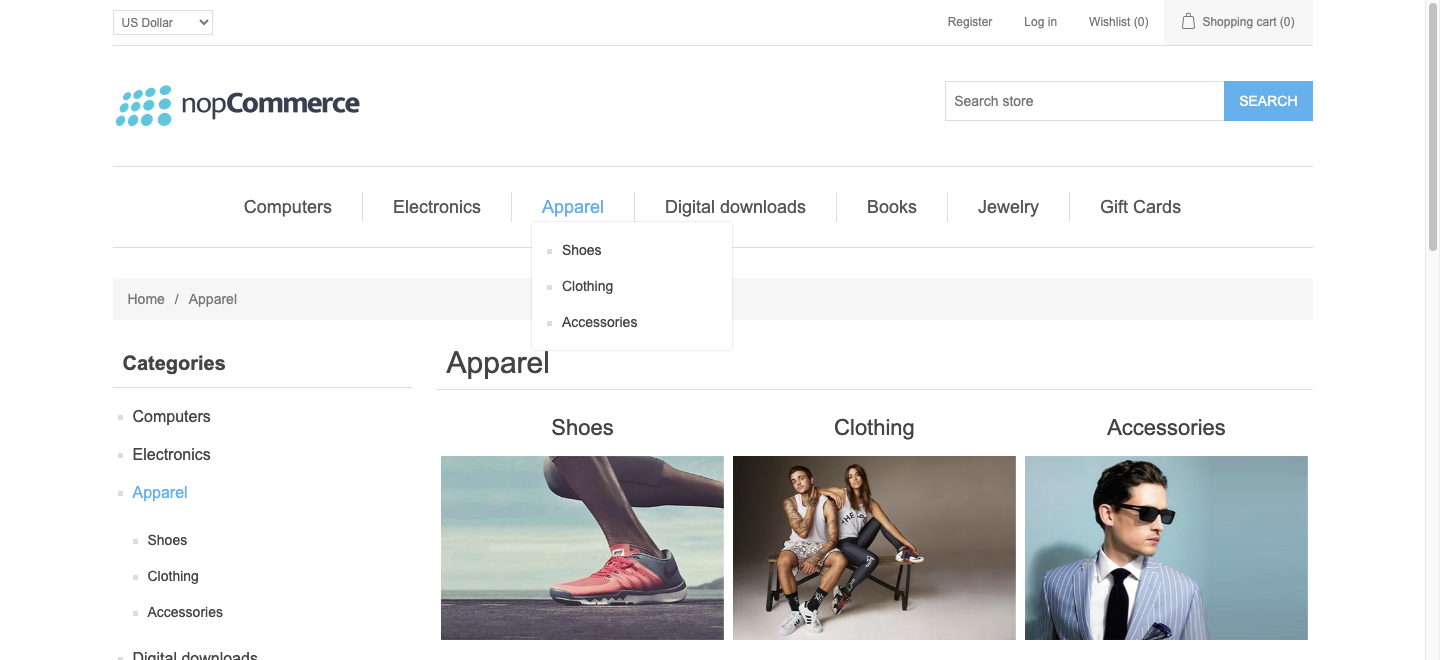 US Dollar
Register
Log in
Wishlist (0)
Shopping cart (0)
nopCommerce
Search store
SEARCH
Computers
Electronics
Apparel
Digital downloads
Books
Jewelry
Gift Cards
Shoes
Clothing
Accessories
Home / Apparel
Categories
Computers
Electronics
Apparel
Shoes
Clothing
Accessories
Digital downloads
Apparel
Shoes
Clothing
Accessories